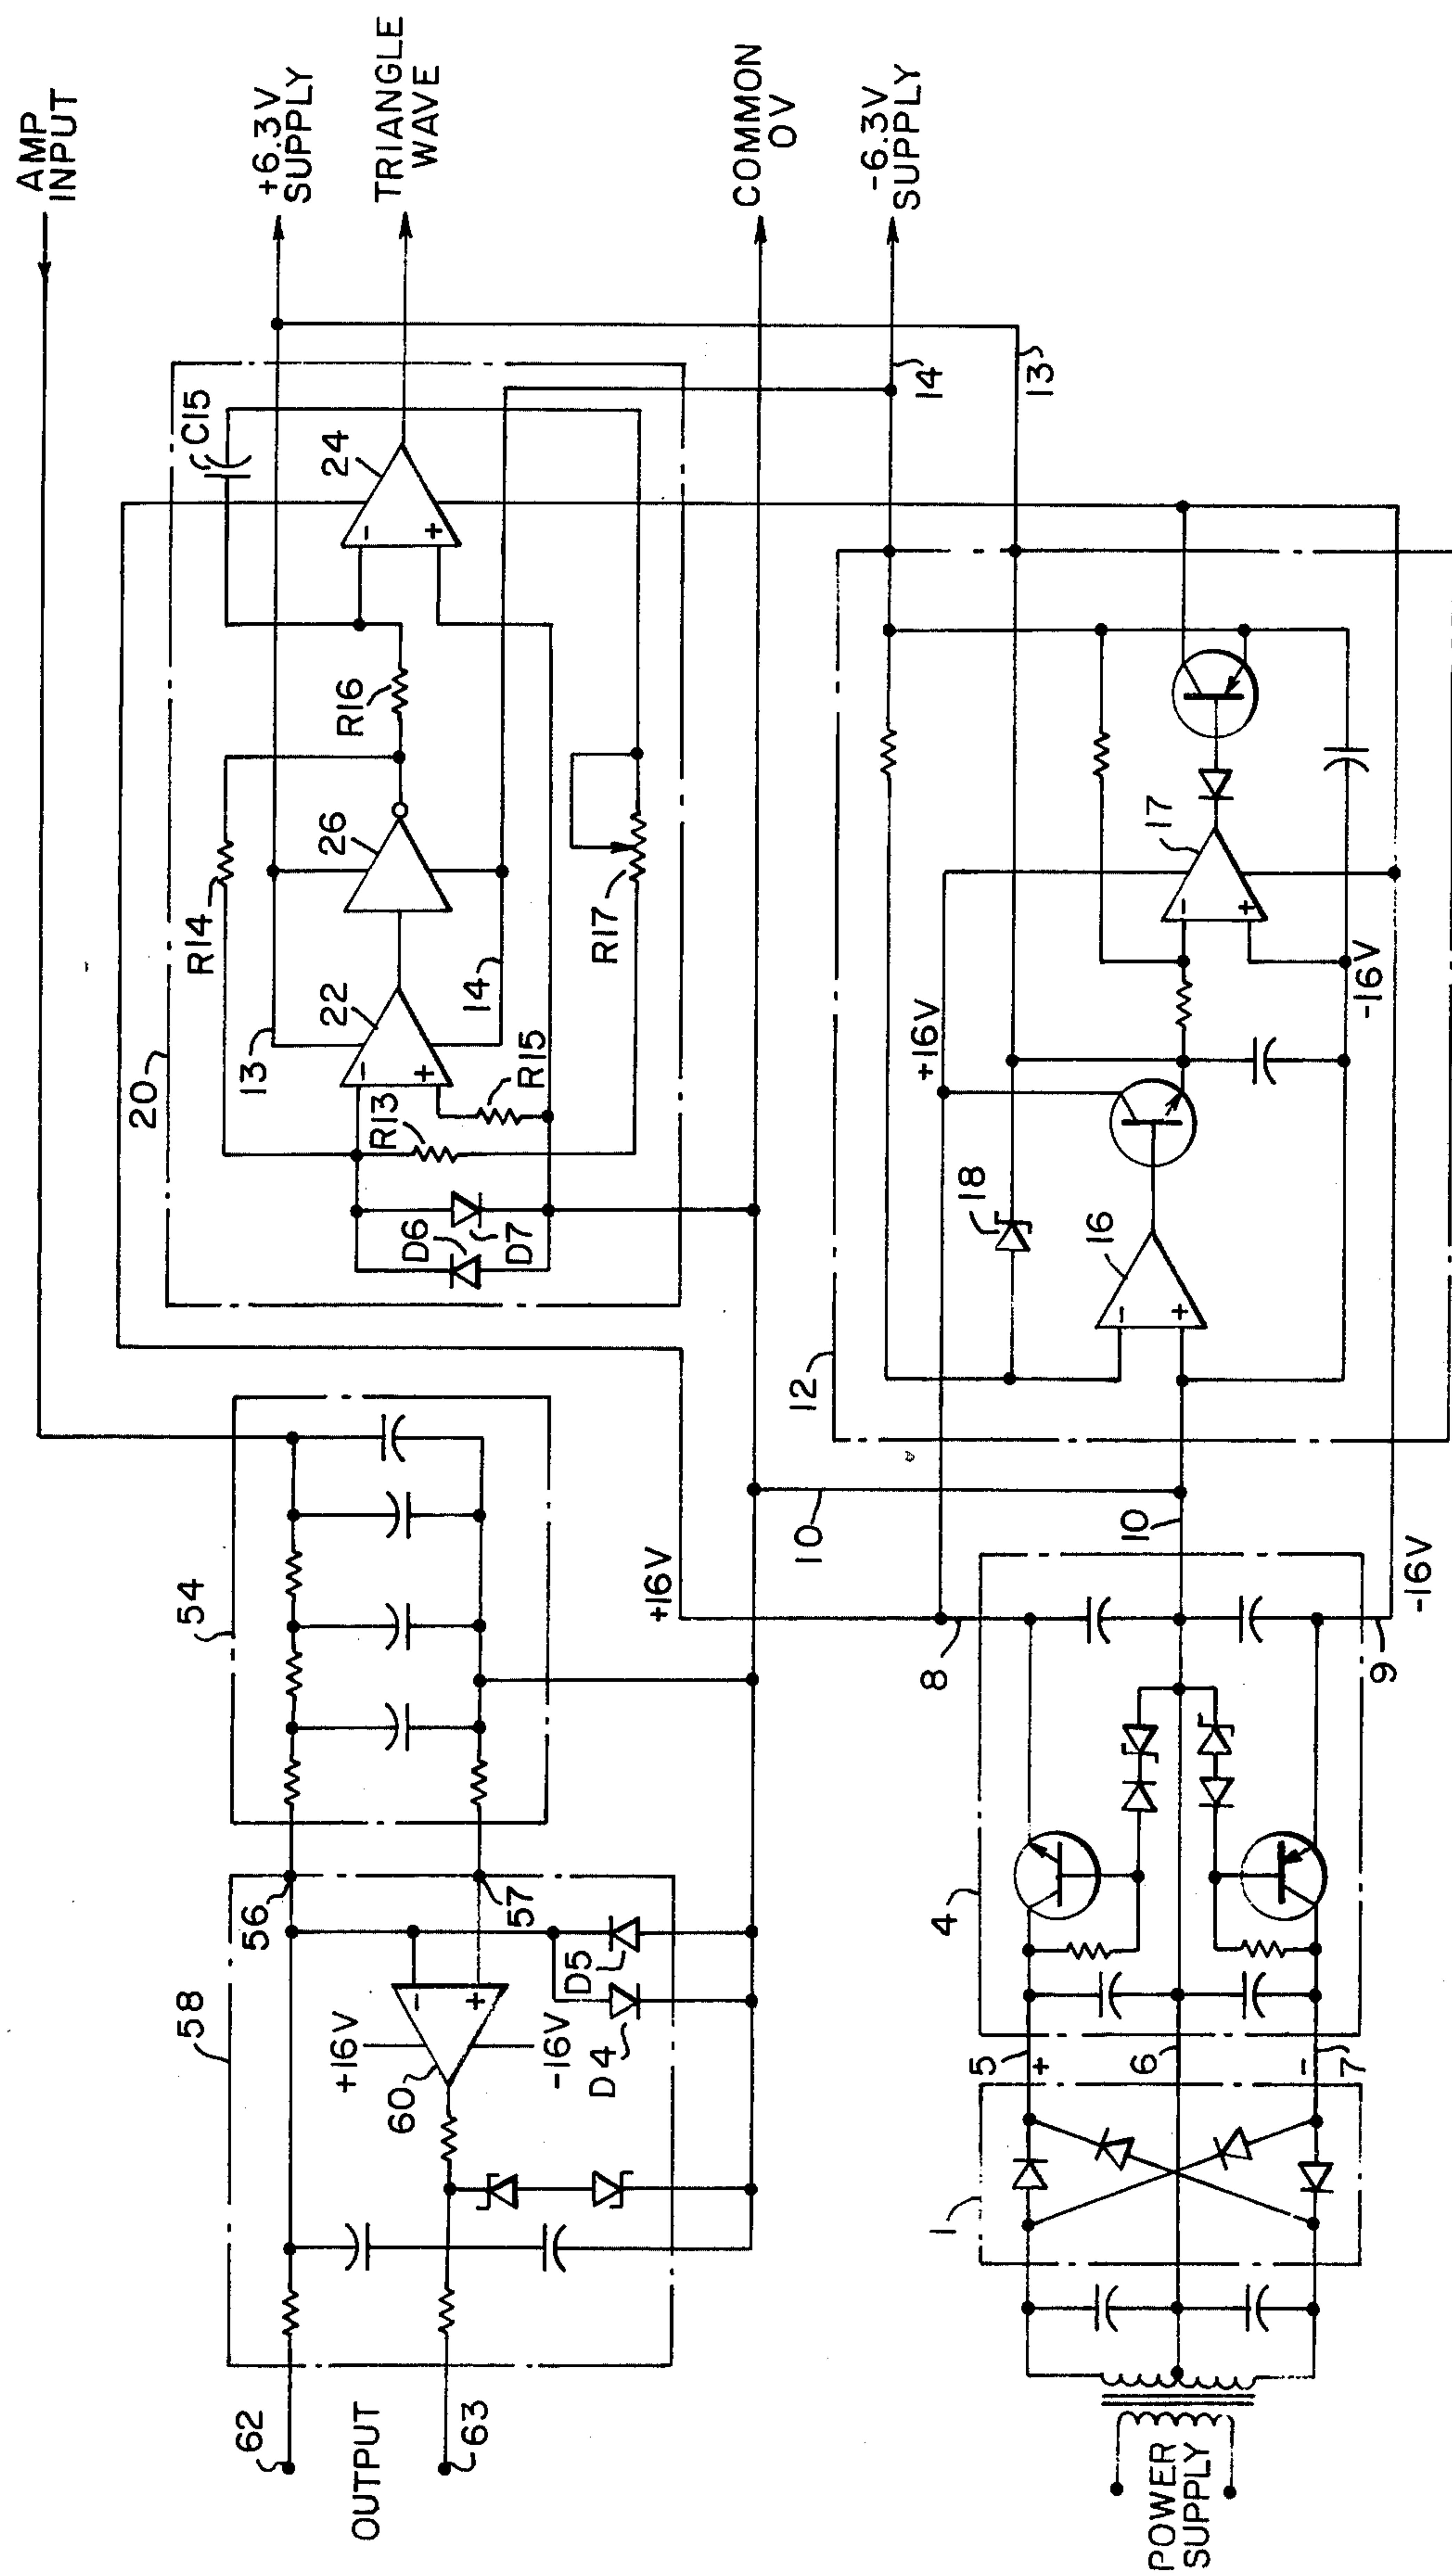 AMP
INPUT
+6.3V
SUPPLY
TRIANGLE
WAVE
COMMON
0V
-6.3V
SUPPLY
20
13
22
R14
26
R16
24
C15
-
+
-
+
R13
R15
14
D6
D7
R17
14
13
54
58
56
57
+16V
60
-16V
-
+
D5
D4
62
OUTPUT
63
+16V
10
10
12
18
+16V
16
-
+
17
-
+
-16V
8
9
-16V
4
5
+
6
-
7
1
POWER
SUPPLY